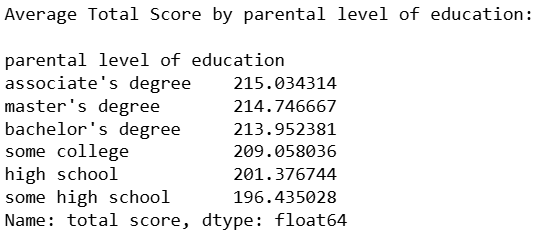 Average Total Score by parental level of education:

parental level of education
associate's degree    215.034314
master's degree       214.746667
bachelor's degree     213.952381
some college          209.058036
high school           201.376744
some high school      196.435028
Name: total score, dtype: float64